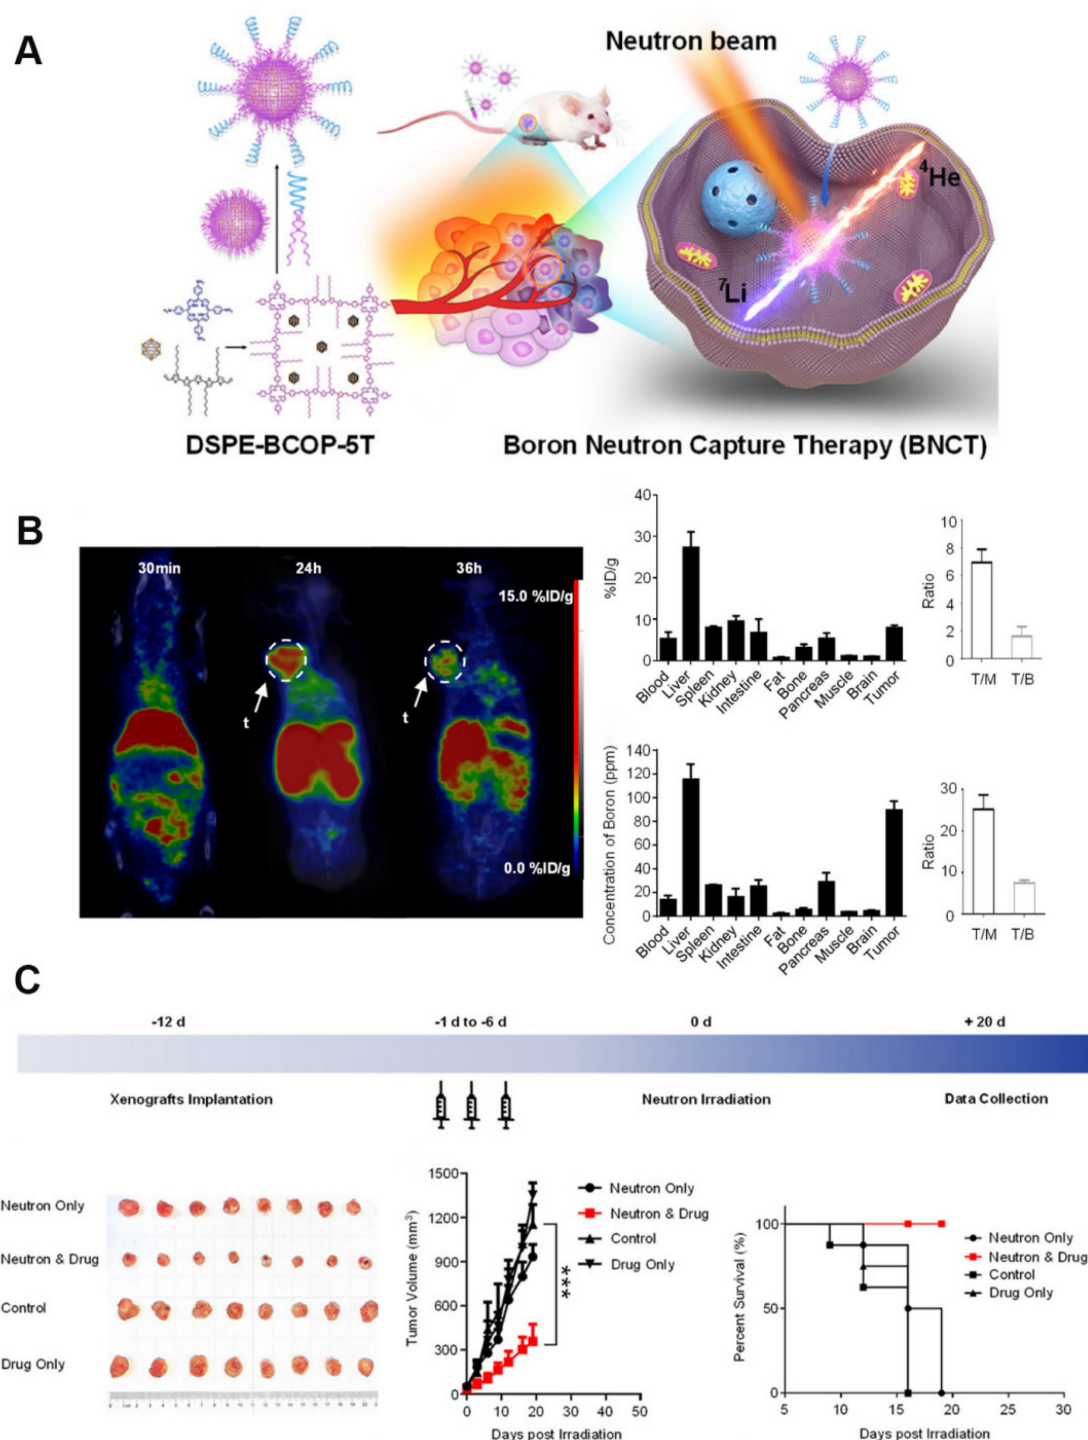 A
Neutron beam
⁴He
⁷Li
DSPE-BCOP-5T
Boron Neutron Capture Therapy (BNCT)
B
30min
24h
36h
15.0 %ID/g
t
t
0.0 %ID/g
%ID/g
40
30
20
10
0
Blood
Liver
Spleen
Kidney
Intestine
Fat
Bone
Pancreas
Muscle
Brain
Tumor
Ratio
10
8
6
4
2
0
T/M
T/B
Concentration of Boron (ppm)
140
120
100
80
60
40
20
0
Blood
Liver
Spleen
Kidney
Intestine
Fat
Bone
Pancreas
Muscle
Brain
Tumor
Ratio
30
20
10
0
T/M
T/B
C
-12 d
-1 d to -6 d
0 d
+ 20 d
Xenografts Implantation
Neutron Irradiation
Data Collection
Neutron Only
Neutron & Drug
Control
Drug Only
Tumor Volume (mm³)
1500
1200
900
600
300
0
0
10
20
30
40
50
Days post Irradiation
Neutron Only
Neutron & Drug
Control
Drug Only
***
Percent Survival (%)
100
50
0
5
10
15
20
25
30
Days post Irradiation
Neutron Only
Neutron & Drug
Control
Drug Only